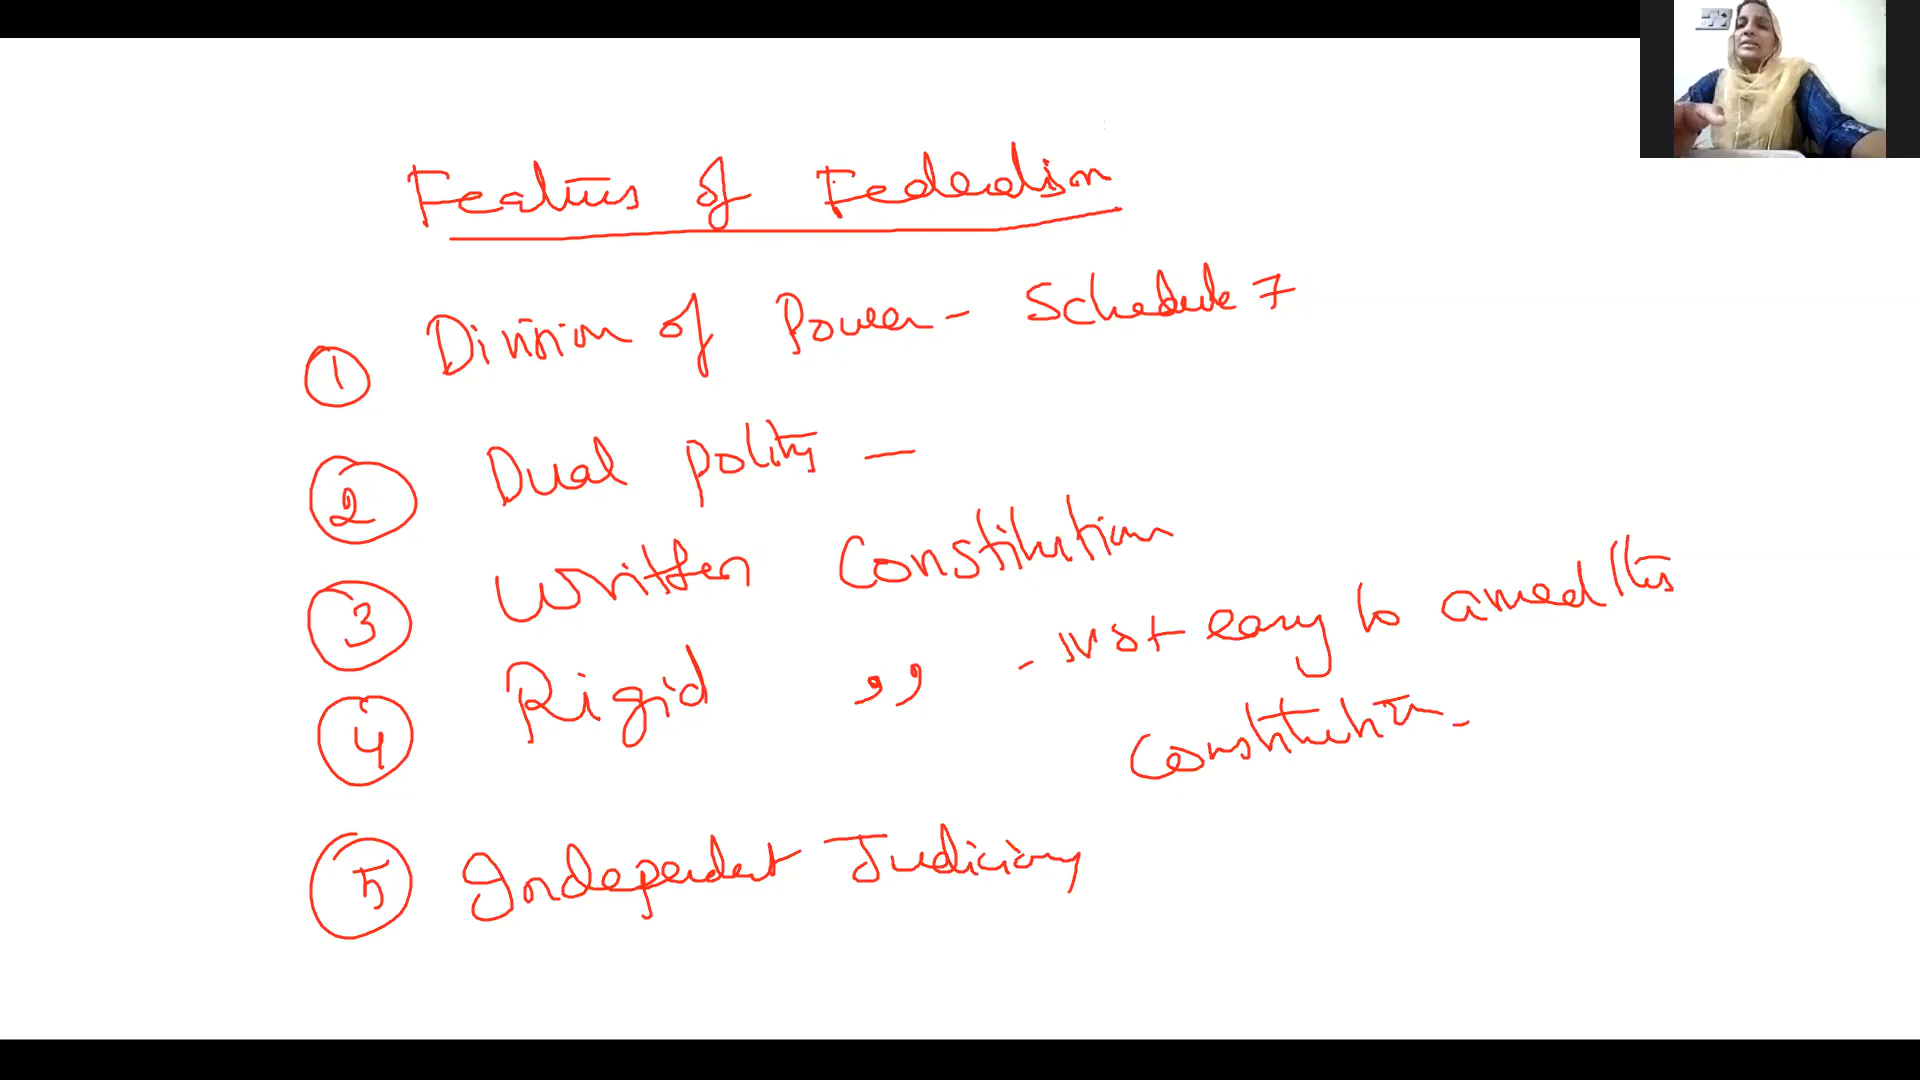 Features of Federalism
1 Division of Power - Schedule 7
2 Dual polity -
3 Written Constitution
4 Rigid ,, - not easy to amed the
Constitution.
5 Independent Judiciary